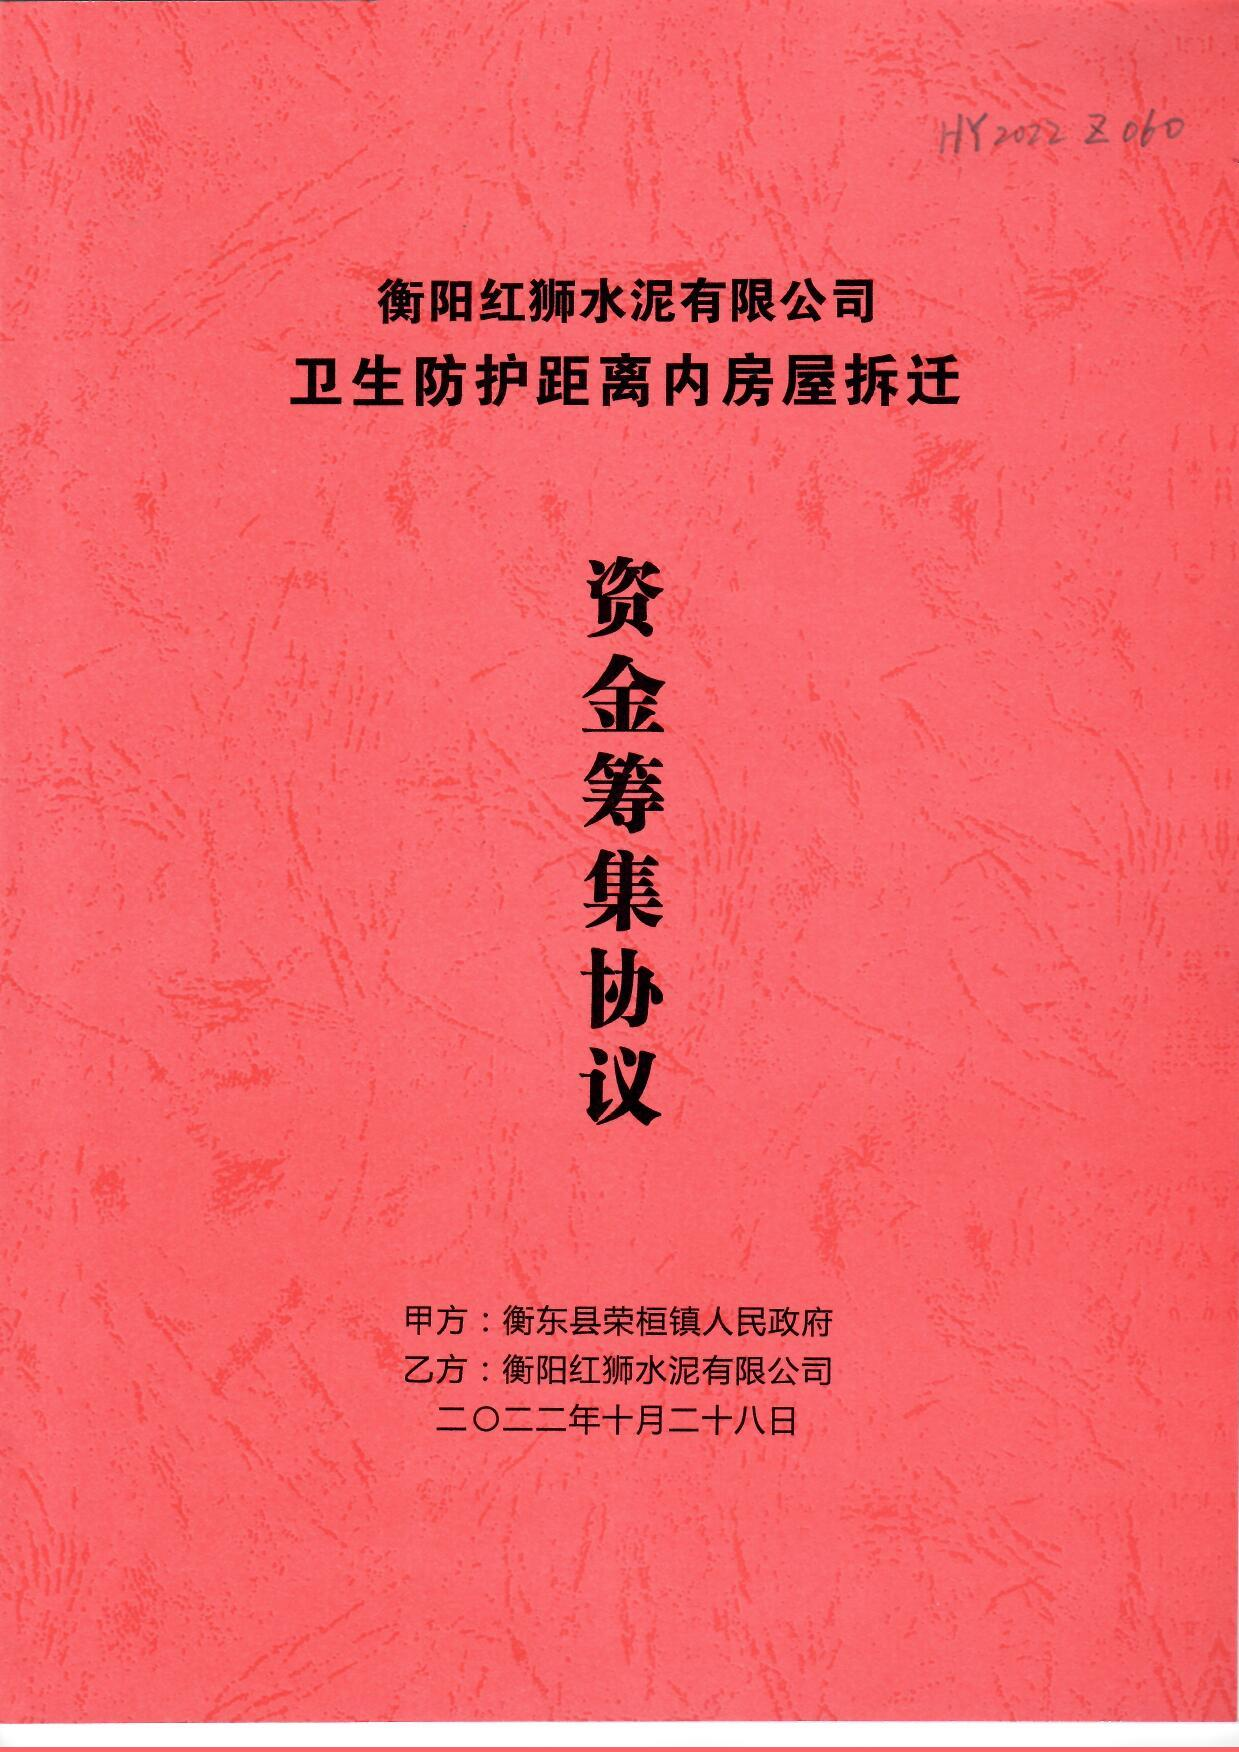 HY2022 Z 060
衡阳红狮水泥有限公司
卫生防护距离内房屋拆迁
资金筹集协议
甲方：衡东县荣桓镇人民政府
乙方：衡阳红狮水泥有限公司
二〇二二年十月二十八日